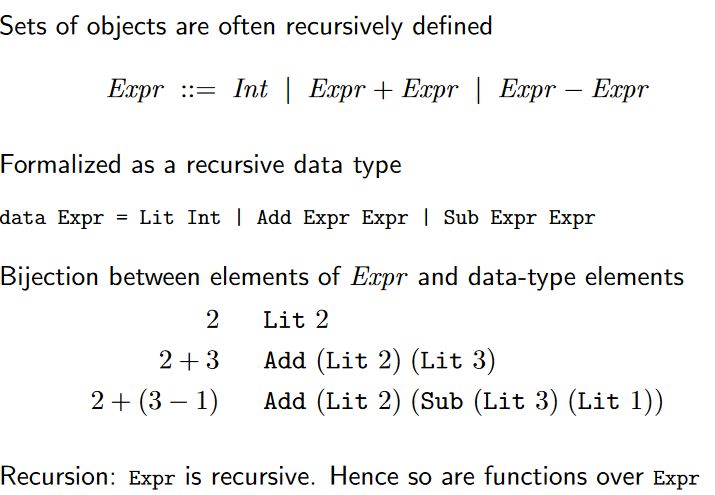 Sets of objects are often recursively defined
Expr ::= Int | Expr + Expr | Expr − Expr
Formalized as a recursive data type
data Expr = Lit Int | Add Expr Expr | Sub Expr Expr
Bijection between elements of Expr and data-type elements
2 Lit 2
2 + 3 Add (Lit 2) (Lit 3)
2 + (3 − 1) Add (Lit 2) (Sub (Lit 3) (Lit 1))
Recursion: Expr is recursive. Hence so are functions over Expr